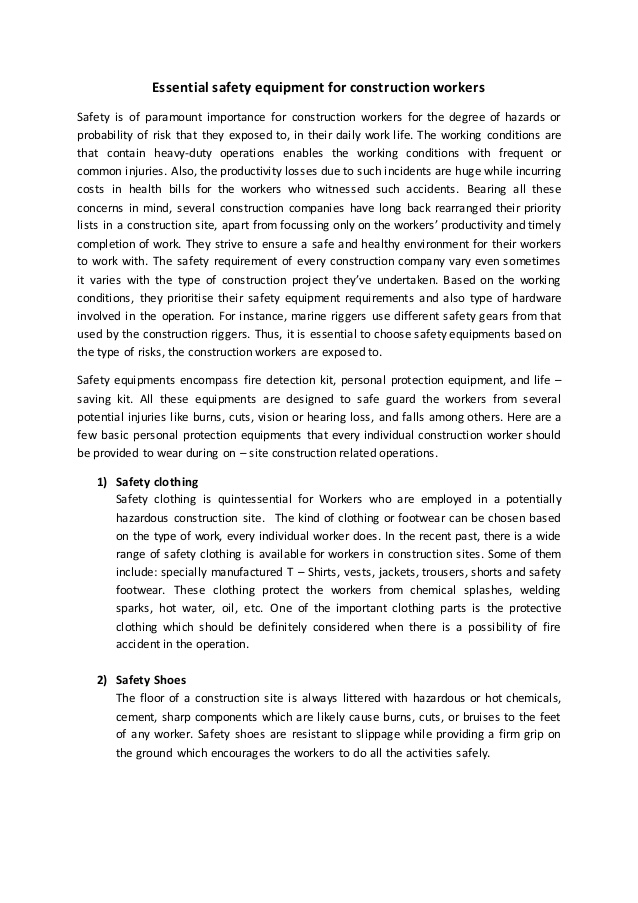 Essential safety equipment for construction workers
Safety is of paramount importance for construction workers for the degree of hazards or
probability of risk that they exposed to, in their daily work life. The working conditions are
that contain heavy-duty operations enables the working conditions with frequent or
common injuries. Also, the productivity losses due to such incidents are huge while incurring
costs in health bills for the workers who witnessed such accidents. Bearing all these
concerns in mind, several construction companies have long back rearranged their priority
lists in a construction site, apart from focussing only on the workers' productivity and timely
completion of work. They strive to ensure a safe and healthy environment for their workers
to work with. The safety requirement of every construction company vary even sometimes
it varies with the type of construction project they've undertaken. Based on the working
conditions, they prioritise their safety equipment requirements and also type of hardware
involved in the operation. For instance, marine riggers use different safety gears from that
used by the construction riggers. Thus, it is essential to choose safety equipments based on
the type of risks, the construction workers are exposed to.
Safety equipments encompass fire detection kit, personal protection equipment, and life –
saving kit. All these equipments are designed to safe guard the workers from several
potential injuries like burns, cuts, vision or hearing loss, and falls among others. Here are a
few basic personal protection equipments that every individual construction worker should
be provided to wear during on – site construction related operations.
1) Safety clothing
Safety clothing is quintessential for Workers who are employed in a potentially
hazardous construction site. The kind of clothing or footwear can be chosen based
on the type of work, every individual worker does. In the recent past, there is a wide
range of safety clothing is available for workers in construction sites. Some of them
include: specially manufactured T – Shirts, vests, jackets, trousers, shorts and safety
footwear. These clothing protect the workers from chemical splashes, welding
sparks, hot water, oil, etc. One of the important clothing parts is the protective
clothing which should be definitely considered when there is a possibility of fire
accident in the operation.
2) Safety Shoes
The floor of a construction site is always littered with hazardous or hot chemicals,
cement, sharp components which are likely cause burns, cuts, or bruises to the feet
of any worker. Safety shoes are resistant to slippage while providing a firm grip on
the ground which encourages the workers to do all the activities safely.